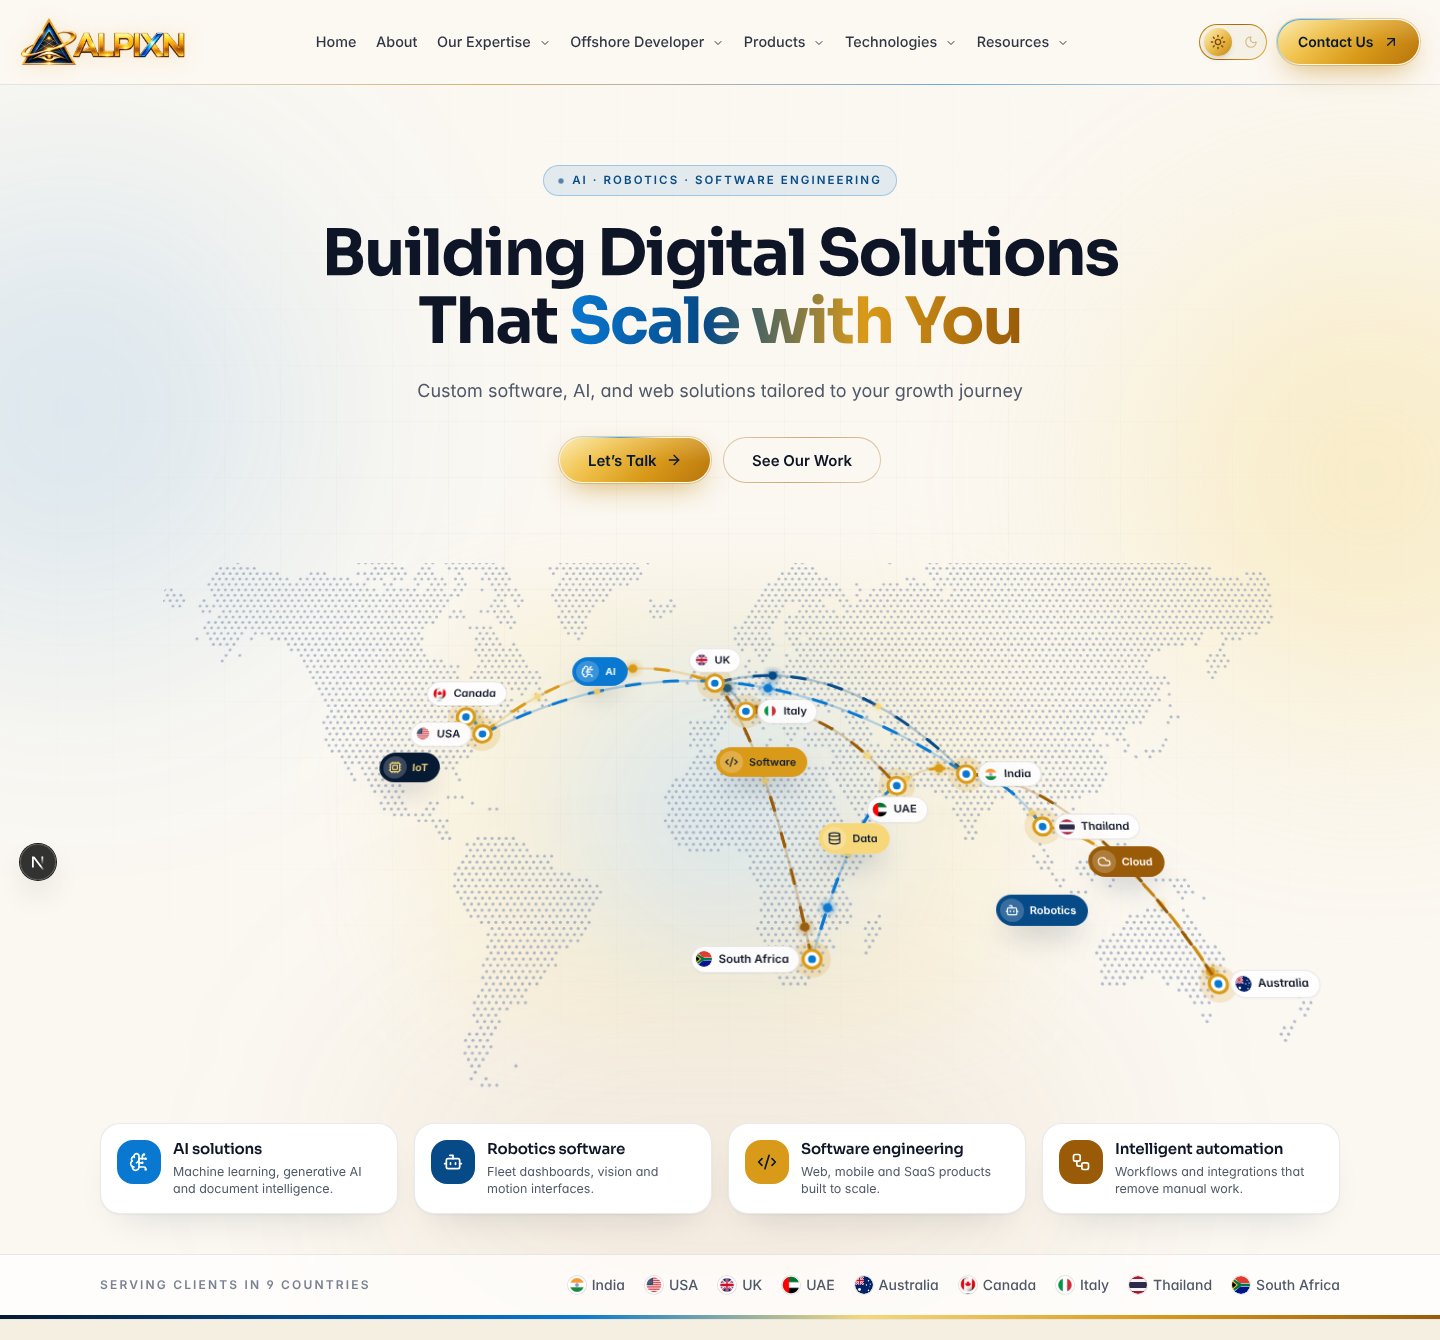 ALPIXN
Home About Our Expertise Offshore Developer Products Technologies Resources Contact Us
AI · ROBOTICS · SOFTWARE ENGINEERING
Building Digital Solutions
That Scale with You
Custom software, AI, and web solutions tailored to your growth journey
Let’s Talk See Our Work
UK
AI
Canada
Italy
USA
Software
IoT
India
UAE
Thailand
Data
Cloud
N
Robotics
South Africa
Australia
AI solutions
Machine learning, generative AI
and document intelligence.
Robotics software
Fleet dashboards, vision and
motion interfaces.
Software engineering
Web, mobile and SaaS products
built to scale.
Intelligent automation
Workflows and integrations that
remove manual work.
SERVING CLIENTS IN 9 COUNTRIES India USA UK UAE Australia Canada Italy Thailand South Africa